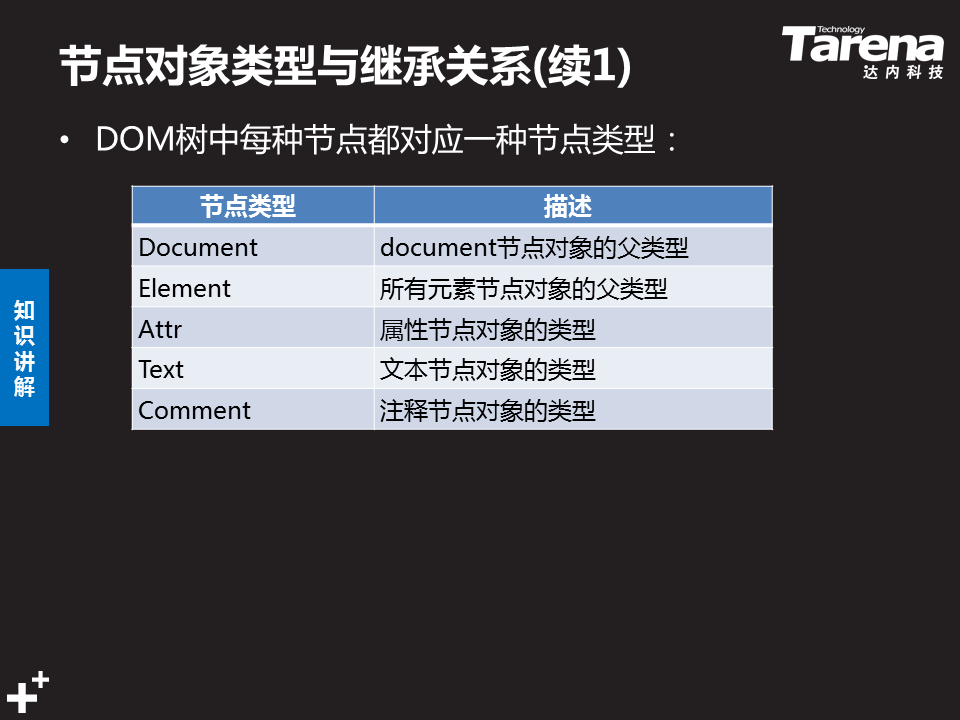 节点对象类型与继承关系(续1)
Technology
Tarena
达内科技
• DOM树中每种节点都对应一种节点类型：
节点类型 描述
Document document节点对象的父类型
Element 所有元素节点对象的父类型
Attr 属性节点对象的类型
Text 文本节点对象的类型
Comment 注释节点对象的类型
知
识
讲
解